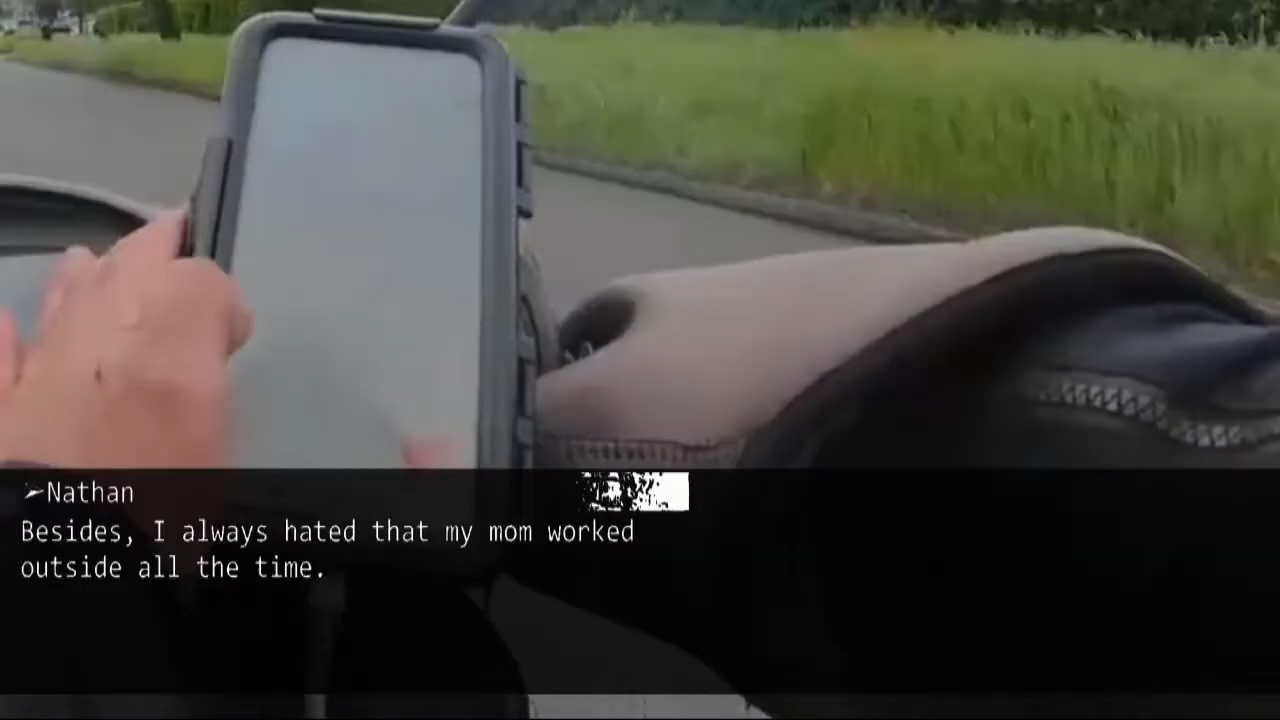 ➢Nathan
Besides, I always hated that my mom worked
outside all the time.